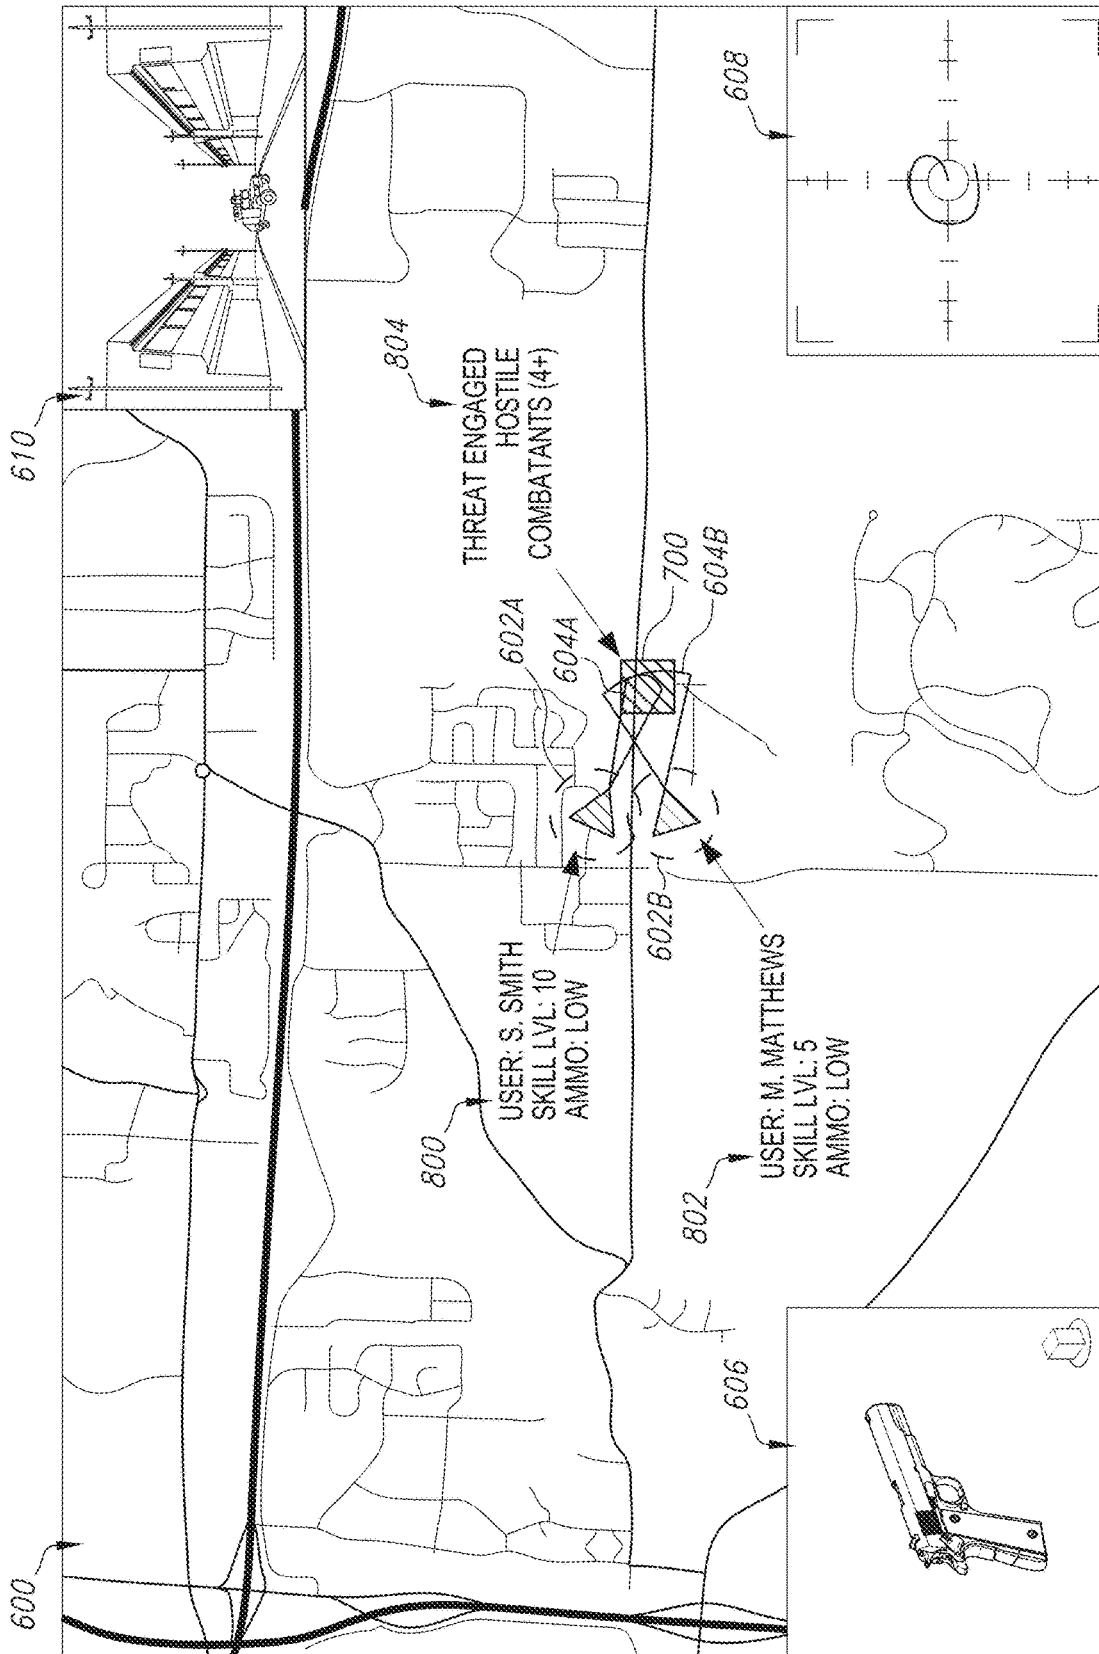 600
610
THREAT ENGAGED
HOSTILE
COMBATANTS (4+)
804
602A
604A
700
604B
602B
800
USER: S. SMITH
SKILL LVL: 10
AMMO: LOW
802
USER: M. MATTHEWS
SKILL LVL: 5
AMMO: LOW
606
608